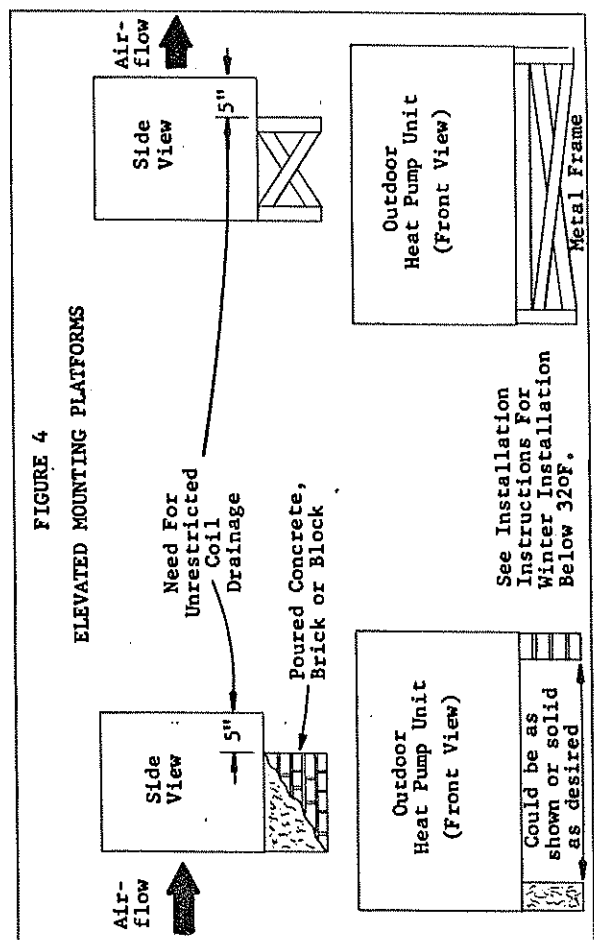 FIGURE 4
ELEVATED MOUNTING PLATFORMS
Air-
flow
Side
View
5"
Need For
Unrestricted
Coil
Drainage
Poured Concrete,
Brick or Block
Side
View
5"
Air-
flow
Outdoor
Heat Pump Unit
(Front View)
Could be as
shown or solid
as desired
See Installation
Instructions For
Winter Installation
Below 32ºF.
Outdoor
Heat Pump Unit
(Front View)
Metal Frame